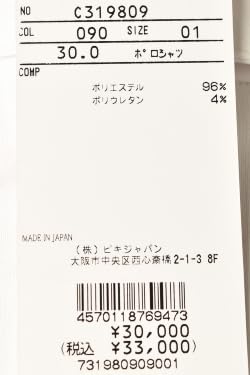 NO C319809
COL 090 SIZE 01
30.0 ポロシャツ
COMP
ポリエステル 96%
ポリウレタン 4%
MADE IN JAPAN
(株)ピキジャパン
大阪市中央区西心斎橋2-1-3 8F
4570118769473
¥30,000
(税込 ¥33,000)
731980909001